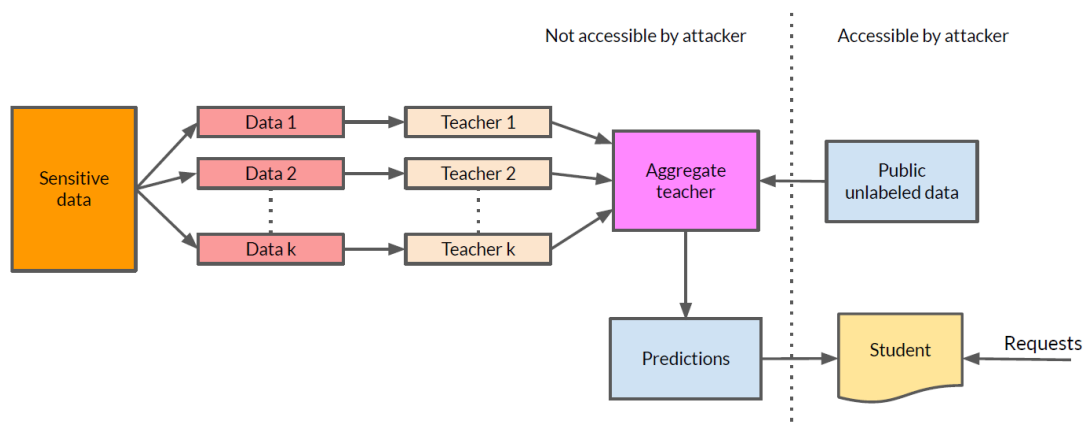 Not accessible by attacker
Accessible by attacker
Sensitive
data
Data 1
Teacher 1
Data 2
Teacher 2
Data k
Teacher k
Aggregate
teacher
Public
unlabeled data
Predictions
Student
Requests